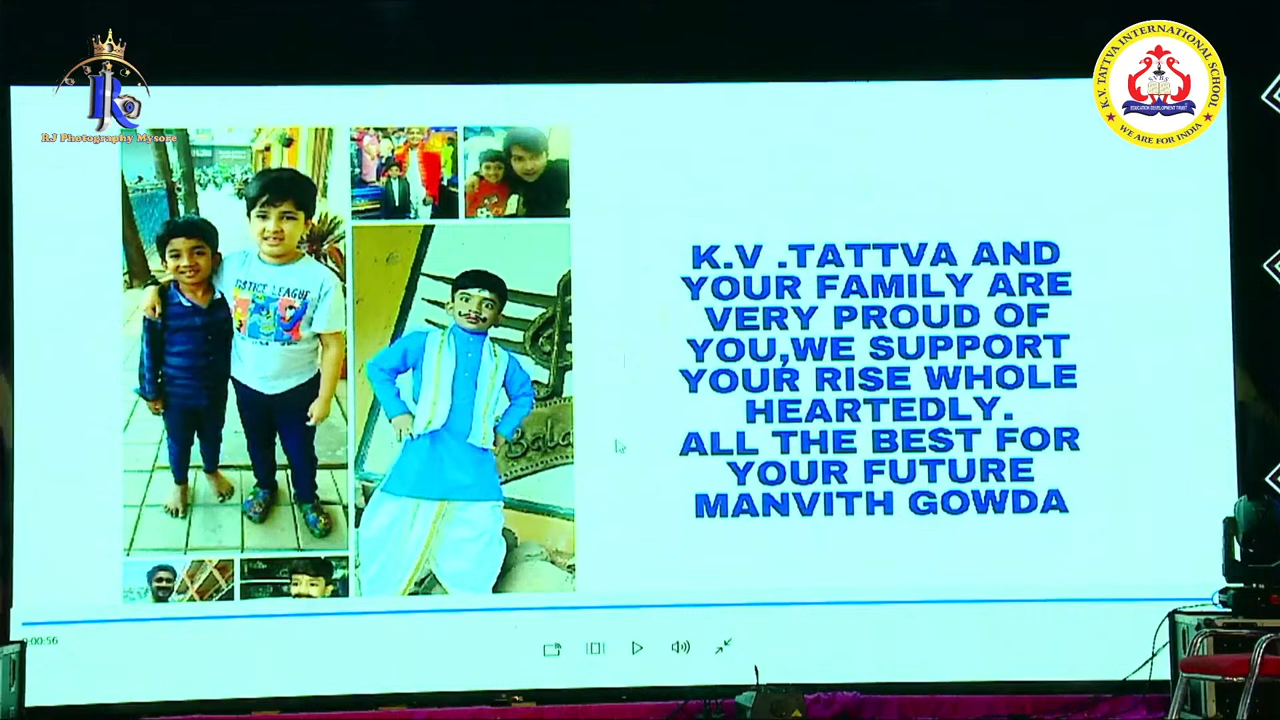 RJ Photography Mysore
K.V. TATTVA INTERNATIONAL SCHOOL
SNBS
EDUCATION DEVELOPMENT TRUST
WE ARE FOR INDIA
JUSTICE LEAGUE
Bala
K.V .TATTVA AND
YOUR FAMILY ARE
VERY PROUD OF
YOU,WE SUPPORT
YOUR RISE WHOLE
HEARTEDLY.
ALL THE BEST FOR
YOUR FUTURE
MANVITH GOWDA
0:00:56